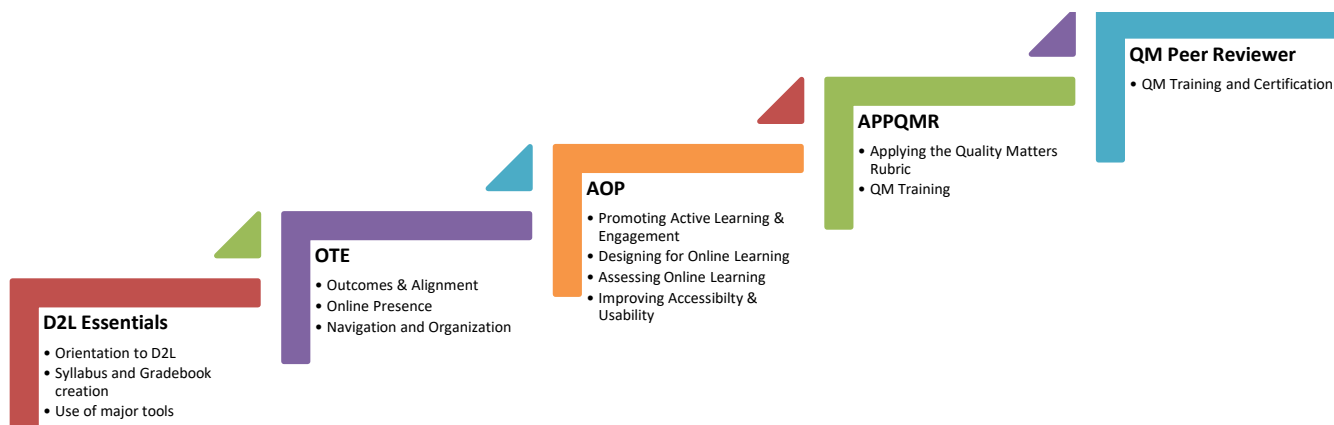 D2L Essentials
• Orientation to D2L
• Syllabus and Gradebook
creation
• Use of major tools
OTE
• Outcomes & Alignment
• Online Presence
• Navigation and Organization
AOP
• Promoting Active Learning &
Engagement
• Designing for Online Learning
• Assessing Online Learning
• Improving Accessibilty &
Usability
APPQMR
• Applying the Quality Matters
Rubric
• QM Training
QM Peer Reviewer
• QM Training and Certification